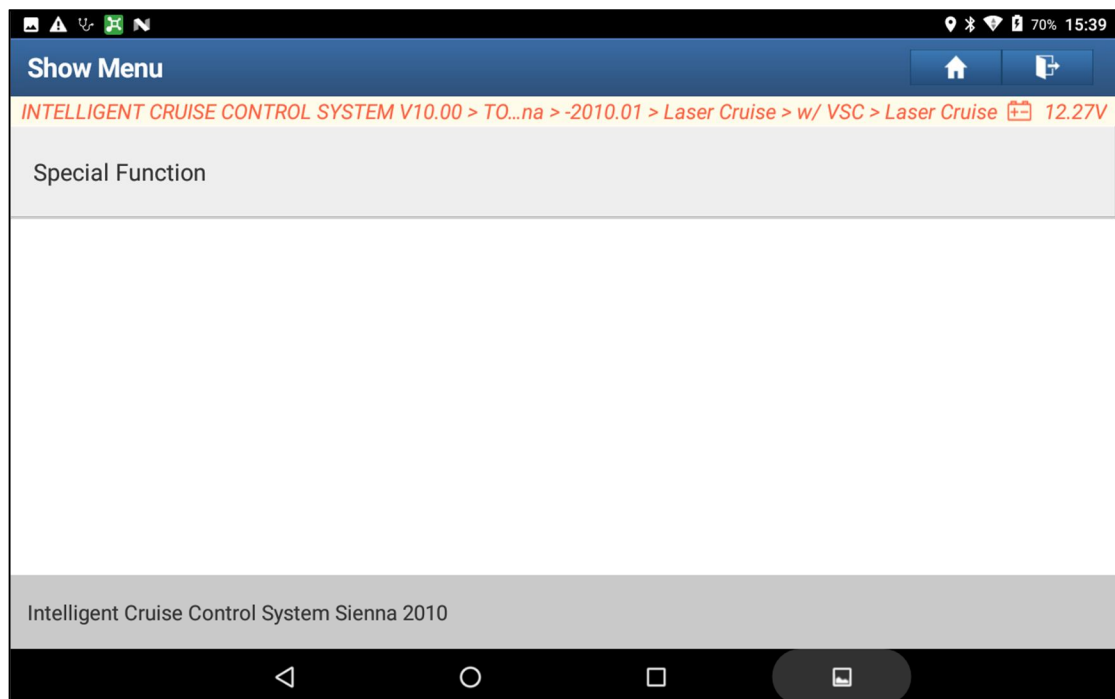 70% 15:39
Show Menu
INTELLIGENT CRUISE CONTROL SYSTEM V10.00 > TO...na > -2010.01 > Laser Cruise > w/ VSC > Laser Cruise 12.27V
Special Function
Intelligent Cruise Control System Sienna 2010